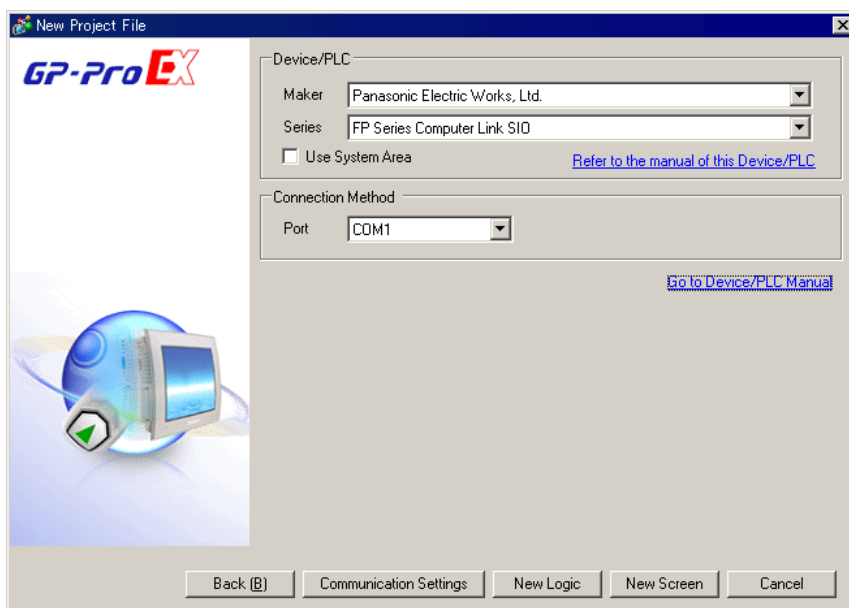 New Project File
GP-Pro EX
Device/PLC
Maker Panasonic Electric Works, Ltd.
Series FP Series Computer Link SIO
Use System Area Refer to the manual of this Device/PLC
Connection Method
Port COM1
Go to Device/PLC Manual
Back (B) Communication Settings New Logic New Screen Cancel